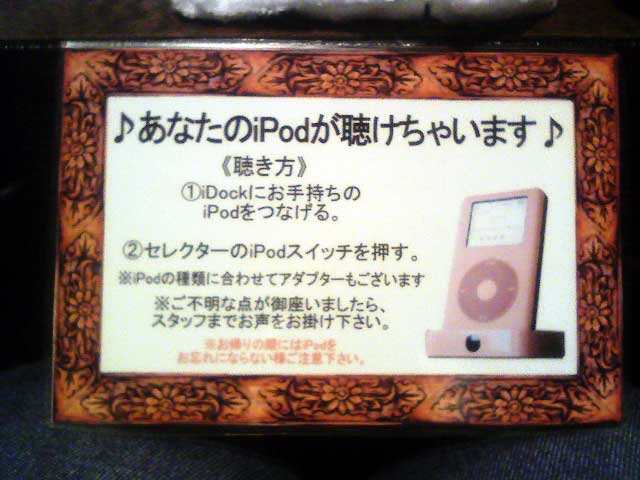 ♪あなたのiPodが聴けちゃいます♪
《聴き方》
①iDockにお手持ちの
iPodをつなげる。
②セレクターのiPodスイッチを押す。
※iPodの種類に合わせてアダプターもございます
※ご不明な点が御座いましたら、
スタッフまでお声をお掛け下さい。
※お帰りの際にはiPodを
お忘れにならない様ご注意下さい。